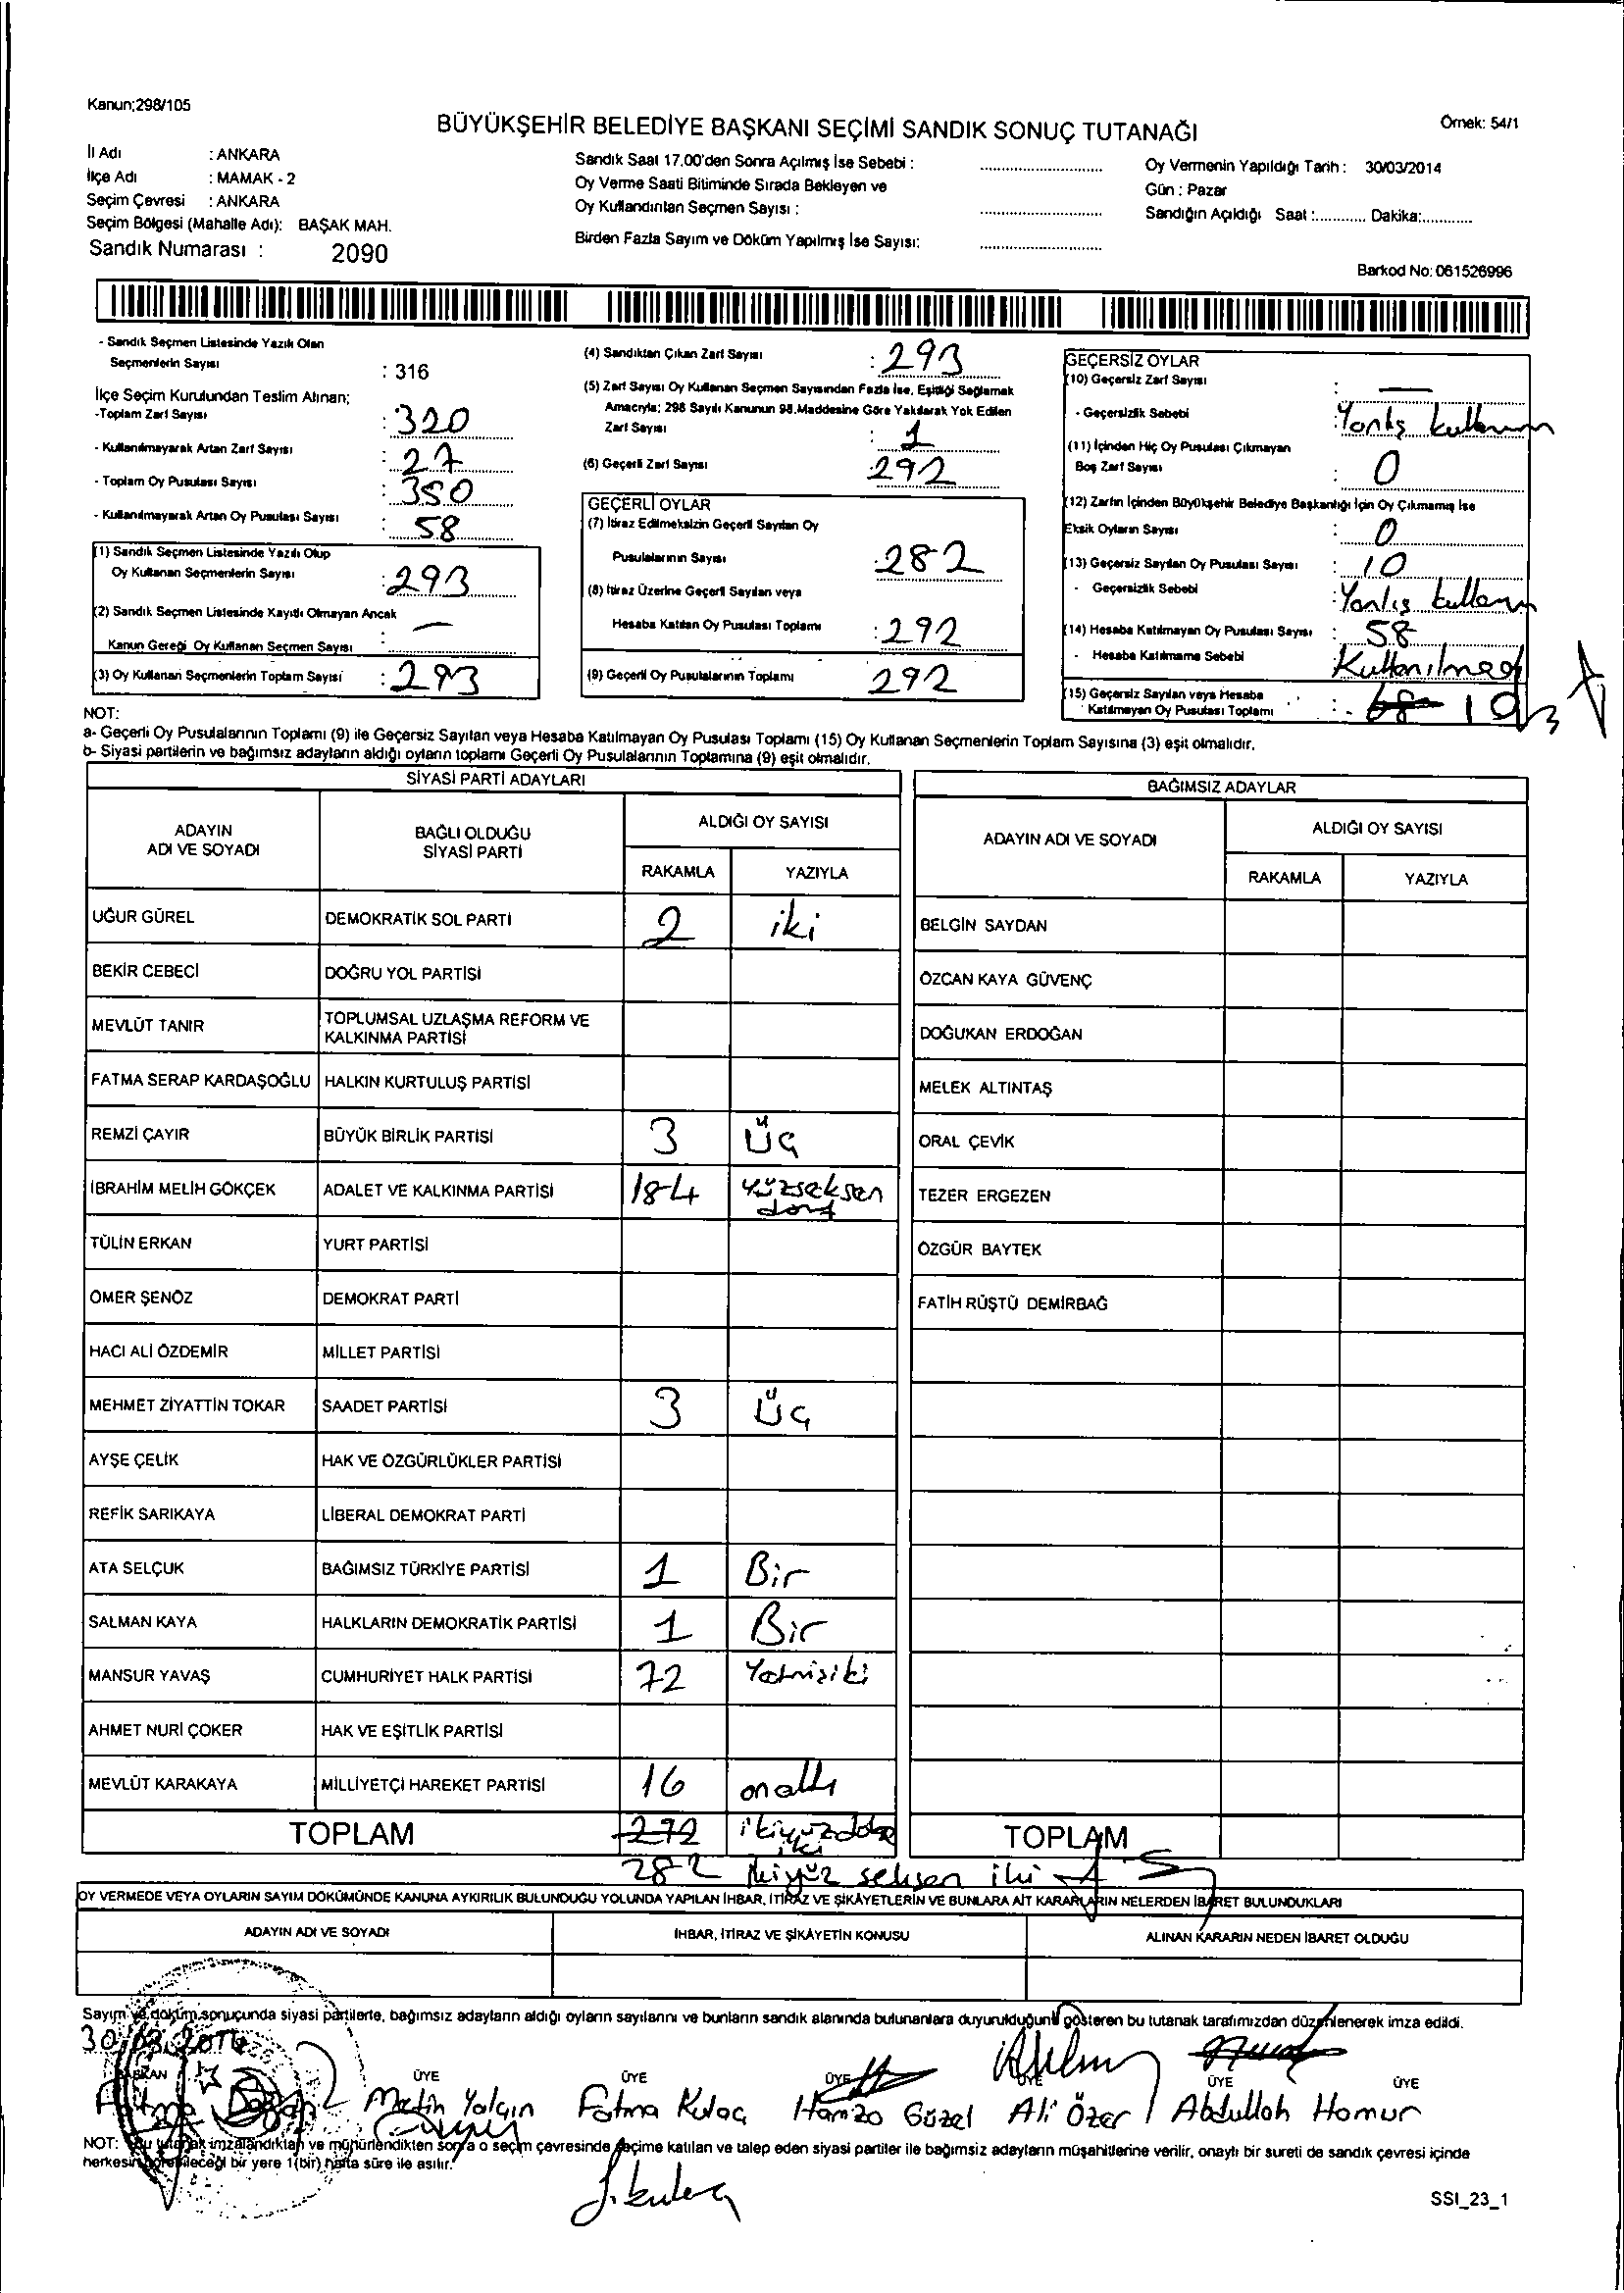 Kanun;298/105
BÜYÜKŞEHİR BELEDİYE BAŞKANI SEÇİMİ SANDIK SONUÇ TUTANAĞI
Örnek: 54/1
İl Adı : ANKARA
İlçe Adı : MAMAK - 2
Seçim Çevresi : ANKARA
Seçim Bölgesi (Mahalle Adı): BAŞAK MAH.
Sandık Numarası : 2090
Sandık Saat 17.00'den Sonra Açılmış İse Sebebi :
Oy Verme Saati Bitiminde Sırada Bekleyen ve
Oy Kullandırılan Seçmen Sayısı :
Birden Fazla Sayım ve Döküm Yapılmış İse Sayısı:
Oy Vermenin Yapıldığı Tarih : 30/03/2014
Gün : Pazar
Sandığın Açıldığı Saat :............ Dakika:............
Barkod No: 061526996
- Sandık Seçmen Listesinde Yazılı Olan
Seçmenlerin Sayısı : 316
İlçe Seçim Kurulundan Teslim Alınan;
-Toplam Zarf Sayısı : 320
- Kullanılmayarak Artan Zarf Sayısı : 27
- Toplam Oy Pusulası Sayısı : 350
- Kullanılmayarak Artan Oy Pusulası Sayısı : 58
(1) Sandık Seçmen Listesinde Yazılı Olup
Oy Kullanan Seçmenlerin Sayısı : 293
(2) Sandık Seçmen Listesinde Kayıtlı Olmayan Ancak
Kanun Gereği Oy Kullanan Seçmen Sayısı : —
(3) Oy Kullanan Seçmenlerin Toplam Sayısı : 293
(4) Sandıktan Çıkan Zarf Sayısı : 293
(5) Zarf Sayısı Oy Kullanan Seçmen Sayısından Fazla İse, Eşitliği Sağlamak
Amacıyla; 298 Sayılı Kanunun 98.Maddesine Göre Yakılarak Yok Edilen
Zarf Sayısı : 1
(6) Geçerli Zarf Sayısı 292
GEÇERLİ OYLAR
(7) İtiraz Edilmeksizin Geçerli Sayılan Oy
Pusulalarının Sayısı : 282
(8) İtiraz Üzerine Geçerli Sayılan veya
Hesaba Katılan Oy Pusulası Toplamı : 292
(9) Geçerli Oy Pusulalarının Toplamı 292
GEÇERSİZ OYLAR
(10) Geçersiz Zarf Sayısı : —
- Geçersizlik Sebebi : Yanlış kullanım
(11) İçinden Hiç Oy Pusulası Çıkmayan
Boş Zarf Sayısı : 0
(12) Zarfın İçinden Büyükşehir Belediye Başkanlığı İçin Oy Çıkmamış İse
Eksik Oyların Sayısı : 0
(13) Geçersiz Sayılan Oy Pusulası Sayısı : 10
- Geçersizlik Sebebi : Yanlış kullanım
(14) Hesaba Katılmayan Oy Pusulası Sayısı : 58
- Hesaba Katılmama Sebebi Kullanılmadı
(15) Geçersiz Sayılan veya Hesaba
Katılmayan Oy Pusulası Toplamı : 68 10
NOT:
a- Geçerli Oy Pusulalarının Toplamı (9) ile Geçersiz Sayılan veya Hesaba Katılmayan Oy Pusulası Toplamı (15) Oy Kullanan Seçmenlerin Toplam Sayısına (3) eşit olmalıdır.
b- Siyasi partilerin ve bağımsız adayların aldığı oyların toplamı Geçerli Oy Pusulalarının Toplamına (9) eşit olmalıdır.
SİYASİ PARTİ ADAYLARI
ADAYIN ADI VE SOYADI
BAĞLI OLDUĞU SİYASİ PARTİ
ALDIĞI OY SAYISI
RAKAMLA YAZIYLA
UĞUR GÜREL DEMOKRATİK SOL PARTİ 2 iki
BEKİR CEBECİ DOĞRU YOL PARTİSİ
MEVLÜT TANIR TOPLUMSAL UZLAŞMA REFORM VE KALKINMA PARTİSİ
FATMA SERAP KARDAŞOĞLU HALKIN KURTULUŞ PARTİSİ
REMZİ ÇAYIR BÜYÜK BİRLİK PARTİSİ 3 Üç
İBRAHİM MELİH GÖKÇEK ADALET VE KALKINMA PARTİSİ 184 yüzseksen dört
TÜLİN ERKAN YURT PARTİSİ
ÖMER ŞENÖZ DEMOKRAT PARTİ
HACI ALİ ÖZDEMİR MİLLET PARTİSİ
MEHMET ZİYATTİN TOKAR SAADET PARTİSİ 3 Üç
AYŞE ÇELİK HAK VE ÖZGÜRLÜKLER PARTİSİ
REFİK SARIKAYA LİBERAL DEMOKRAT PARTİ
ATA SELÇUK BAĞIMSIZ TÜRKİYE PARTİSİ 1 Bir
SALMAN KAYA HALKLARIN DEMOKRATİK PARTİSİ 1 Bir
MANSUR YAVAŞ CUMHURİYET HALK PARTİSİ 72 Yetmişiki
AHMET NURİ ÇOKER HAK VE EŞİTLİK PARTİSİ
MEVLÜT KARAKAYA MİLLİYETÇİ HAREKET PARTİSİ 16 onaltı
TOPLAM 272
282 ikiyüz seksen iki
BAĞIMSIZ ADAYLAR
ADAYIN ADI VE SOYADI
ALDIĞI OY SAYISI
RAKAMLA YAZIYLA
BELGİN SAYDAN
ÖZCAN KAYA GÜVENÇ
DOĞUKAN ERDOĞAN
MELEK ALTINTAŞ
ORAL ÇEVİK
TEZER ERGEZEN
ÖZGÜR BAYTEK
FATİH RÜŞTÜ DEMİRBAĞ
TOPLAM
OY VERMEDE VEYA OYLARIN SAYIM DÖKÜMÜNDE KANUNA AYKIRILIK BULUNDUĞU YOLUNDA YAPILAN İHBAR, İTİRAZ VE ŞİKAYETLERİN VE BUNLARA AİT KARARLARIN NELERDEN İBARET BULUNDUKLARI
ADAYIN ADI VE SOYADI
İHBAR, İTİRAZ VE ŞİKAYETİN KONUSU
ALINAN KARARIN NEDEN İBARET OLDUĞU
Sayım ve döküm sonuçunda siyasi partilerle, bağımsız adayların aldığı oyların sayılarını ve bunların sandık alanında bulunanlara duyurulduğunu gösteren bu tutanak tarafımızdan düzenlenerek imza edildi.
30.03.2014
BAŞKAN ÜYE ÜYE ÜYE ÜYE ÜYE ÜYE
Fatma Metin Yalçın Fatma Kulaç Hamza Güzel Ali Özer Abdullah Homur
NOT: Bu tutanak imzalandıktan ve mühürlendikten sonra o seçim çevresinde seçime katılan ve talep eden siyasi partiler ile bağımsız adayların müşahitlerine verilir, onaylı bir sureti de sandık çevresi içinde
herkesin görebileceği bir yere 1(bir) hafta süre ile asılır.
SSI_23_1